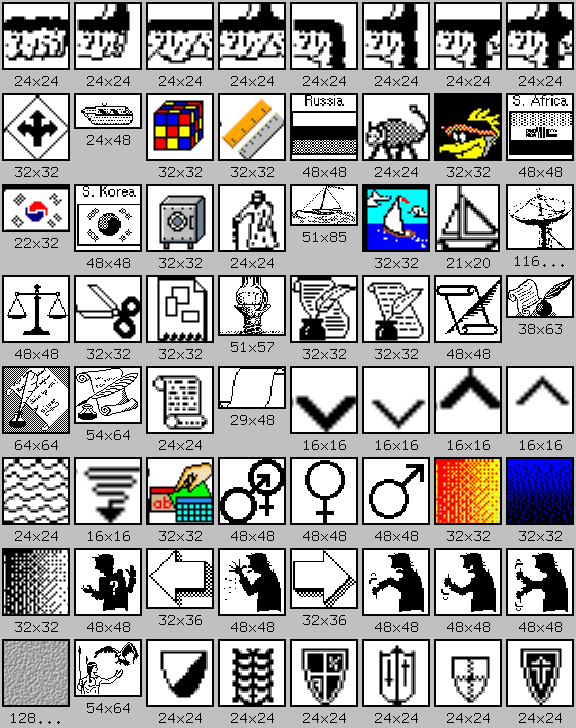 24x24 24x24 24x24 24x24 24x24 24x24 24x24 24x24
Russia S. Africa
32x32 24x48 32x32 32x32 48x48 24x24 32x32 48x48
S. Korea
22x32 48x48 32x32 24x24 51x85 32x32 21x20 116...
48x48 32x32 32x32 51x57 32x32 32x32 48x48 38x63
64x64 54x64 24x24 29x48 16x16 16x16 16x16 16x16
ab
24x24 16x16 32x32 48x48 48x48 48x48 32x32 32x32
?
32x32 48x48 32x36 48x48 32x36 48x48 48x48 48x48
128... 54x64 24x24 24x24 24x24 24x24 24x24 24x24